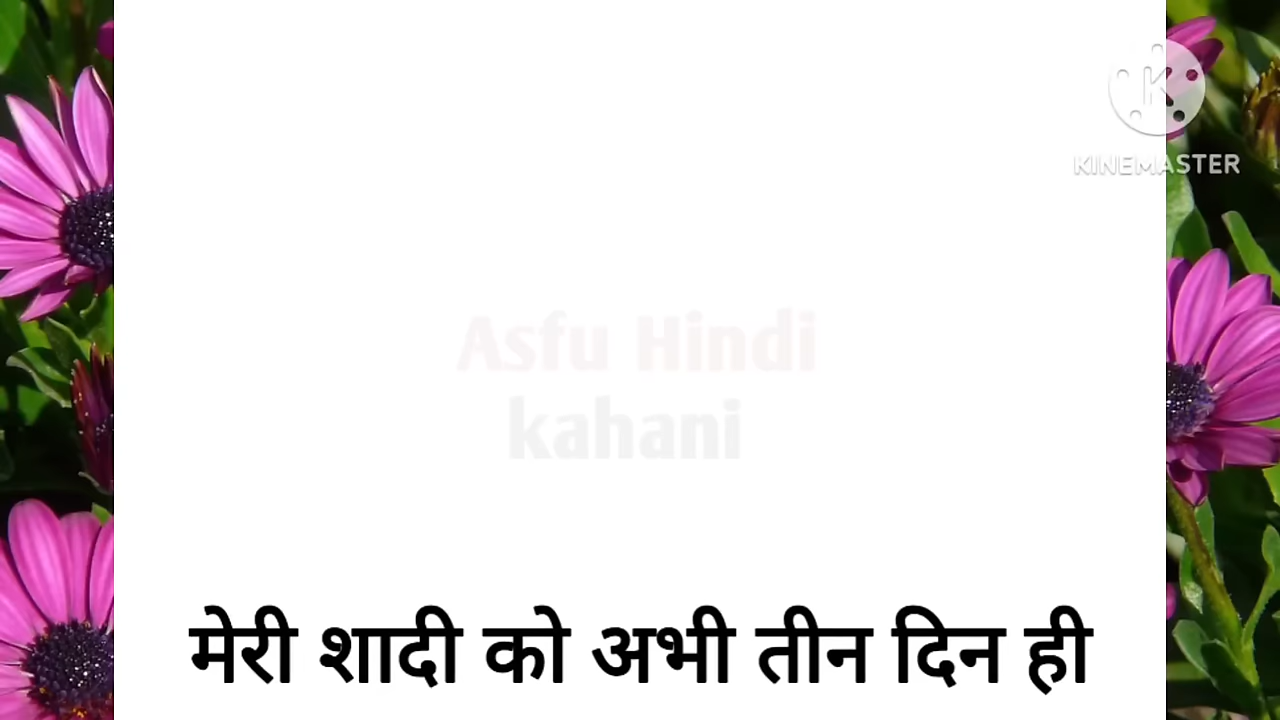 KINEMASTER
Asfu Hindi
kahani
मेरी शादी को अभी तीन दिन ही